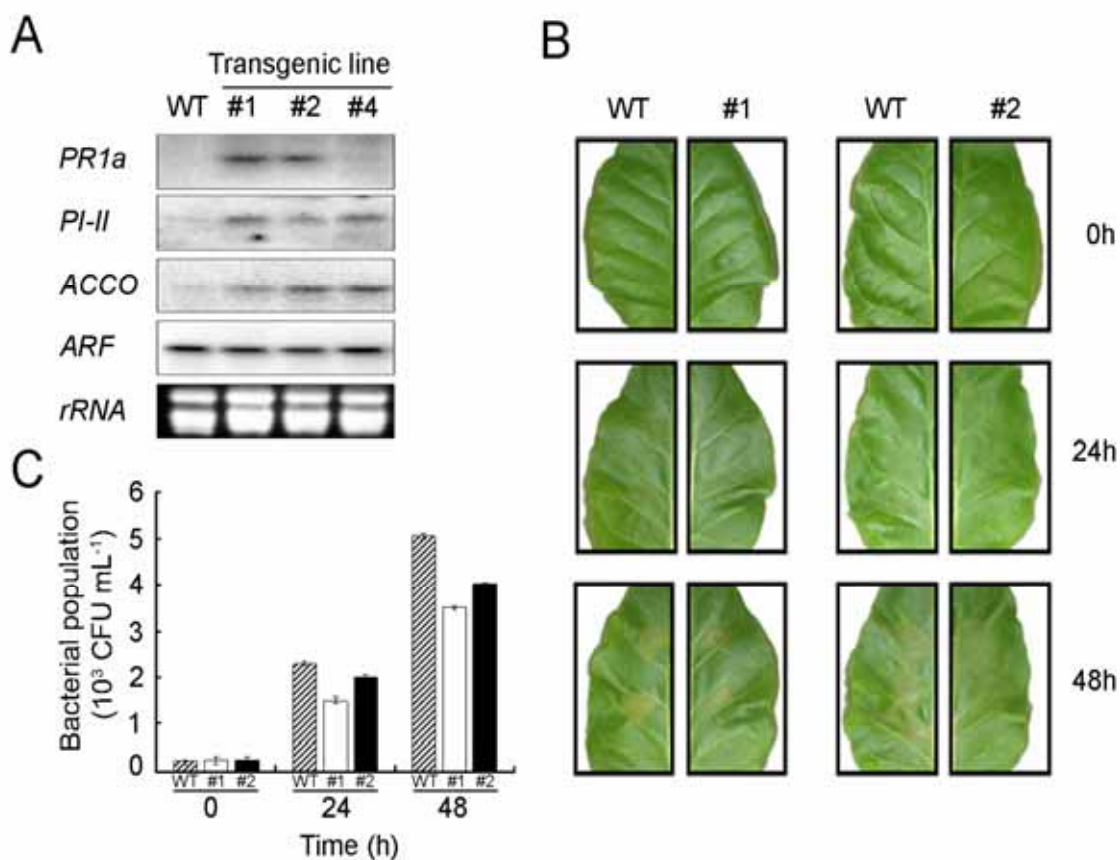 A
Transgenic line
WT #1 #2 #4
PR1a
PI-II
ACCO
ARF
rRNA
B
WT #1 WT #2
0h
24h
48h
C
Bacterial population
(10³ CFU mL⁻¹)
6
5
4
3
2
1
0
WT #1 #2 WT #1 #2 WT #1 #2
0 24 48
Time (h)